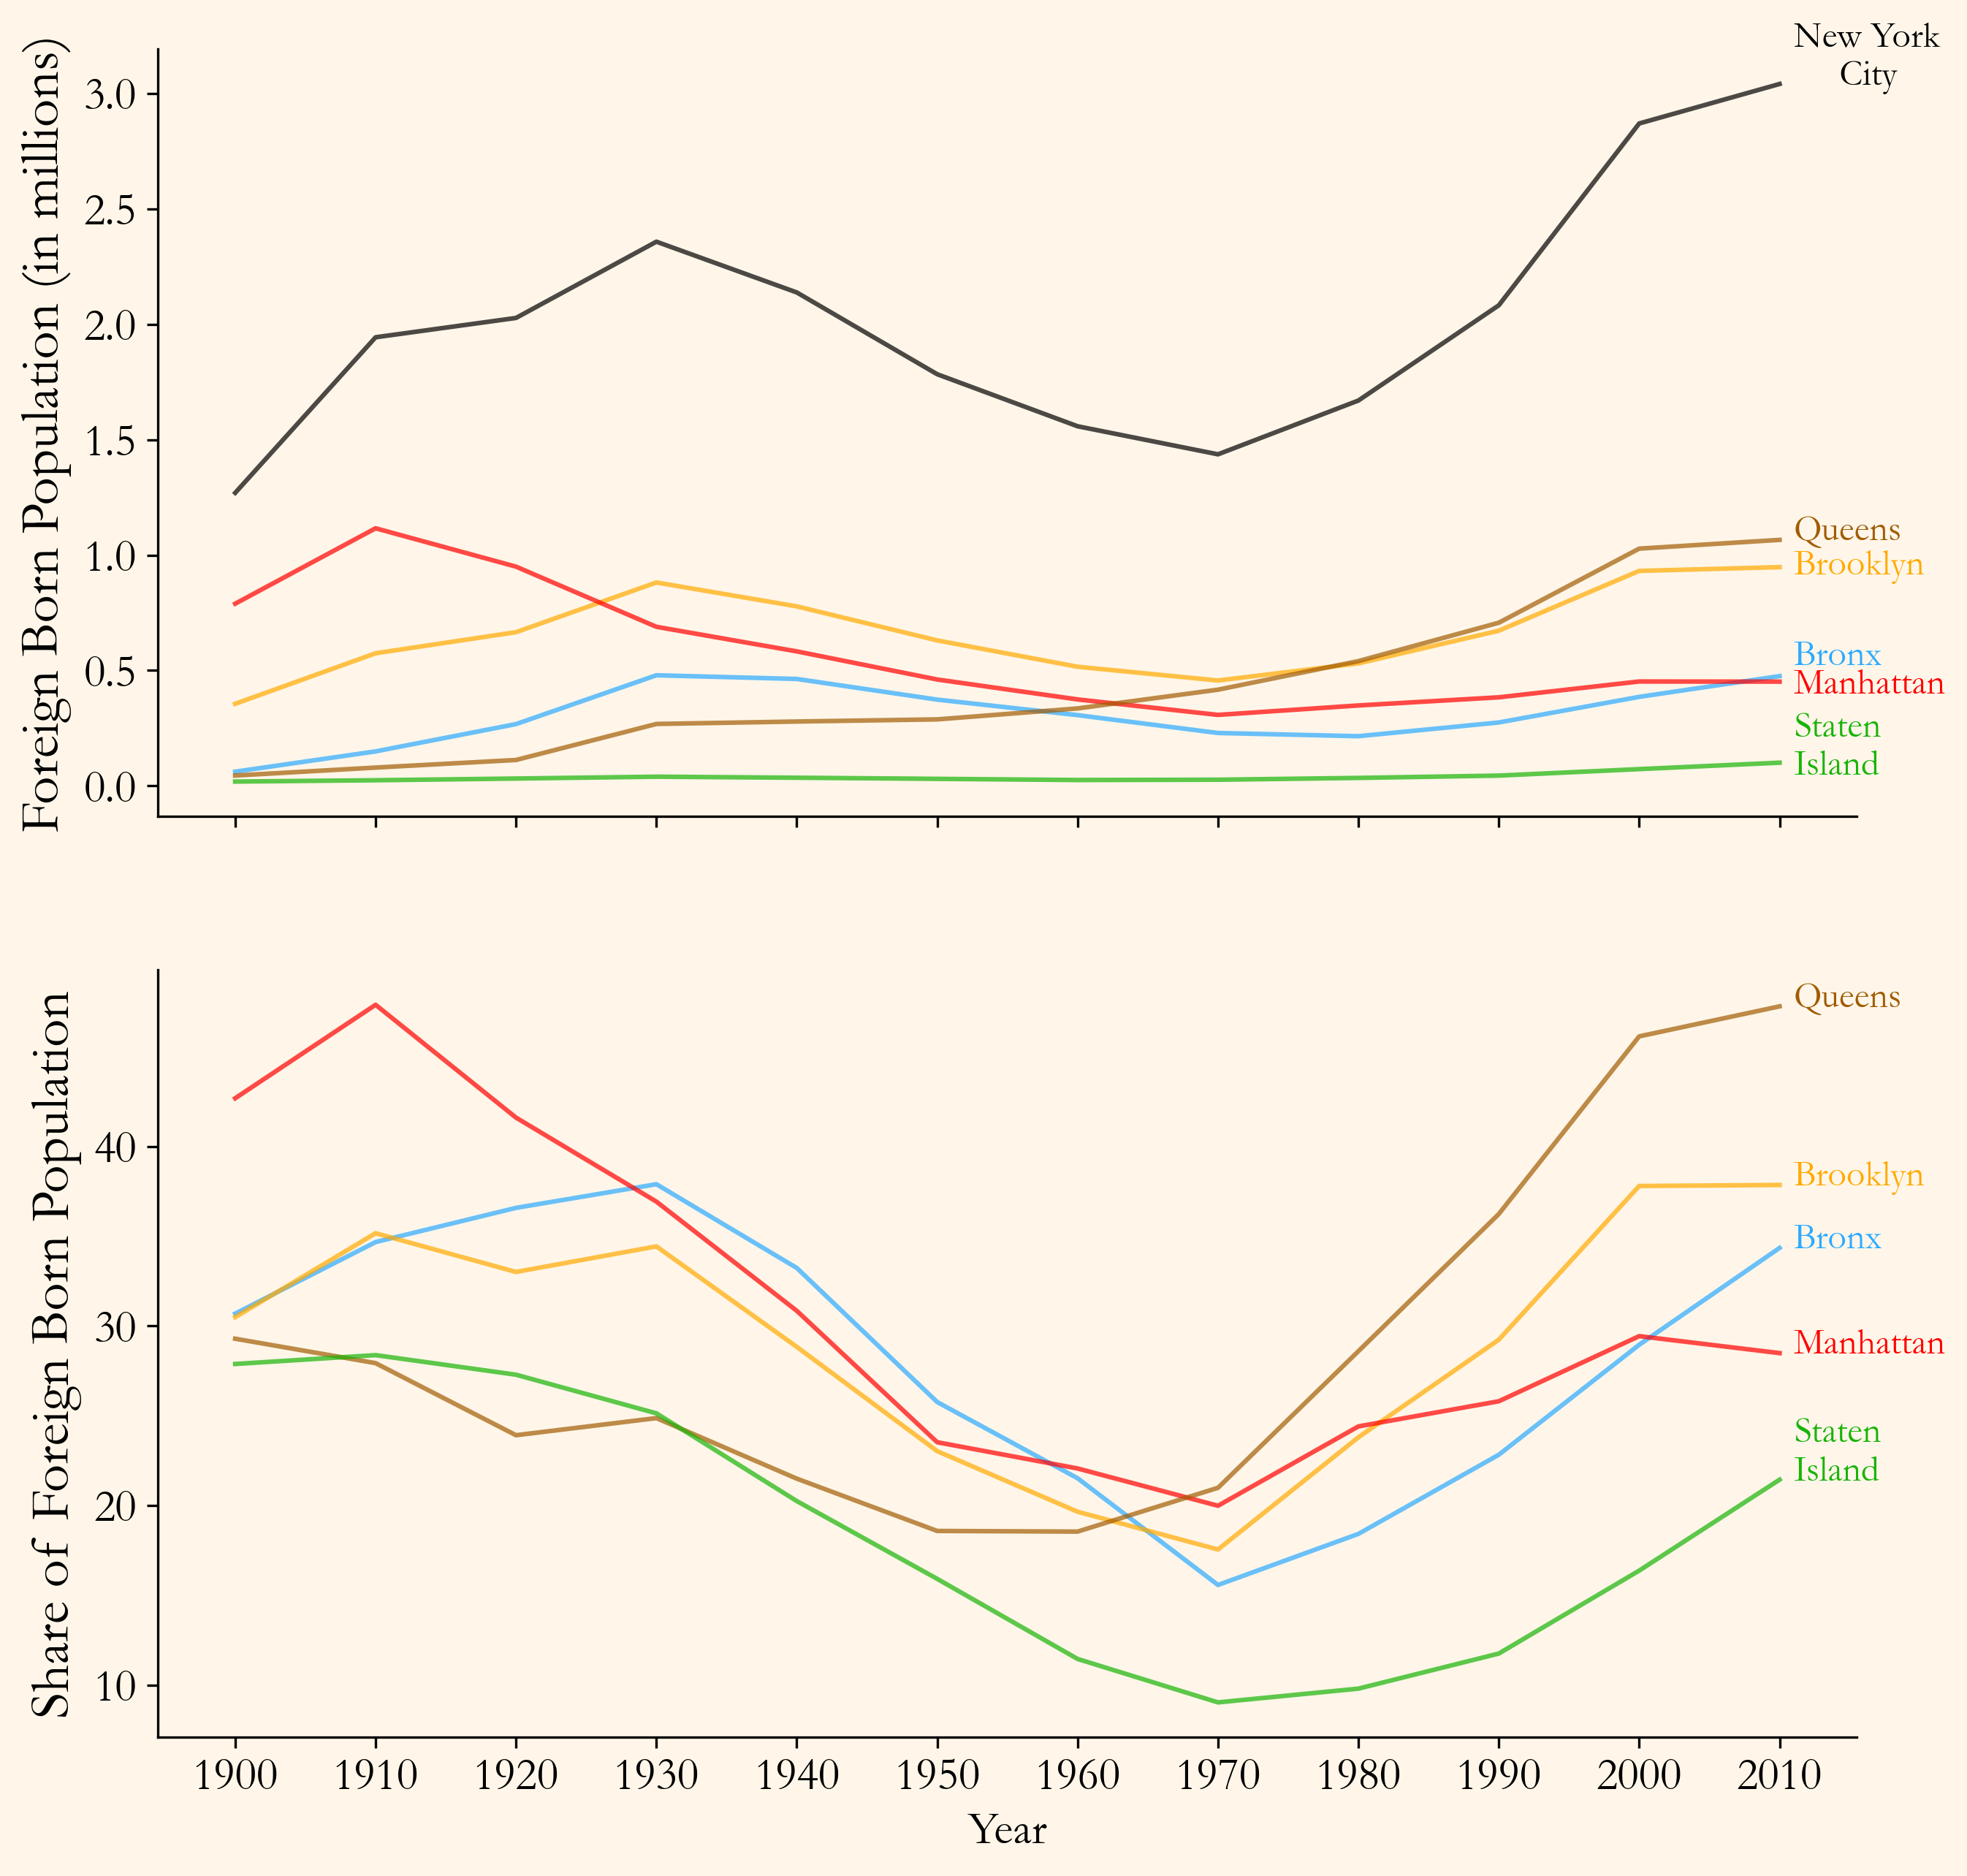 Foreign Born Population (in millions)
3.0
2.5
2.0
1.5
1.0
0.5
0.0
New York
City
Queens
Brooklyn
Bronx
Manhattan
Staten
Island
Share of Foreign Born Population
40
30
20
10
Queens
Brooklyn
Bronx
Manhattan
Staten
Island
1900 1910 1920 1930 1940 1950 1960 1970 1980 1990 2000 2010
Year